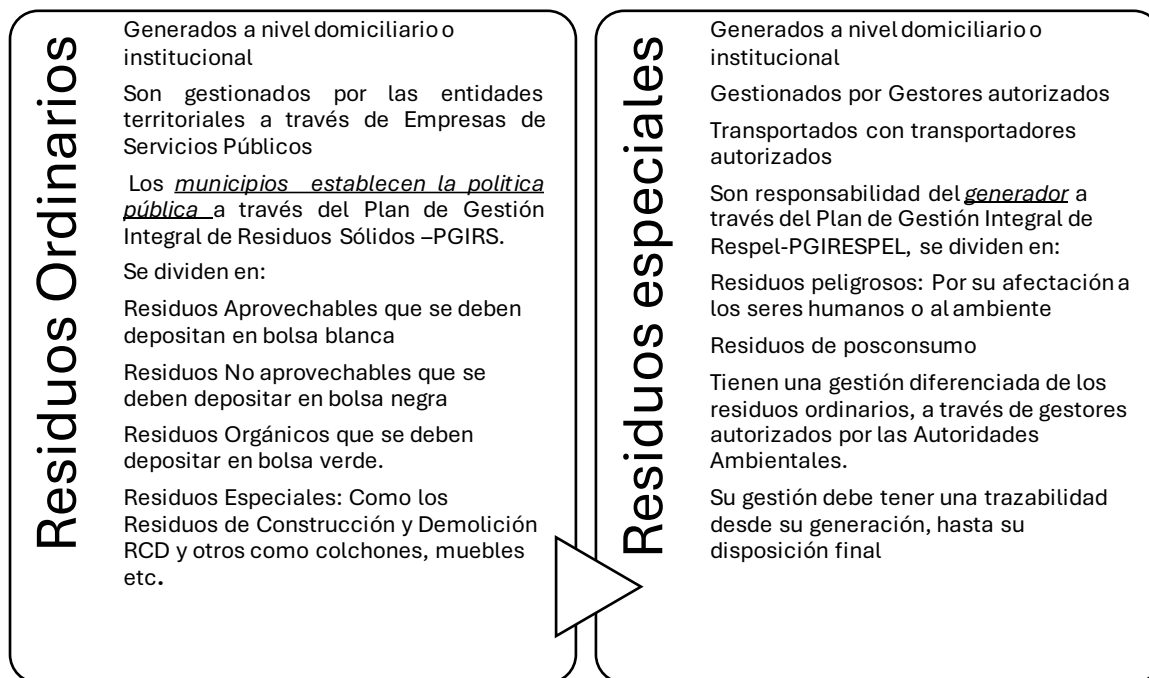 Residuos Ordinarios
Generados a nivel domiciliario o
institucional
Son gestionados por las entidades
territoriales a través de Empresas de
Servicios Públicos
Los municipios establecen la politica
pública a través del Plan de Gestión
Integral de Residuos Sólidos –PGIRS.
Se dividen en:
Residuos Aprovechables que se deben
depositan en bolsa blanca
Residuos No aprovechables que se
deben depositar en bolsa negra
Residuos Orgánicos que se deben
depositar en bolsa verde.
Residuos Especiales: Como los
Residuos de Construcción y Demolición
RCD y otros como colchones, muebles
etc.
Residuos especiales
Generados a nivel domiciliario o
institucional
Gestionados por Gestores autorizados
Transportados con transportadores
autorizados
Son responsabilidad del generador a
través del Plan de Gestión Integral de
Respel-PGIRESPEL, se dividen en:
Residuos peligrosos: Por su afectación a
los seres humanos o al ambiente
Residuos de posconsumo
Tienen una gestión diferenciada de los
residuos ordinarios, a través de gestores
autorizados por las Autoridades
Ambientales.
Su gestión debe tener una trazabilidad
desde su generación, hasta su
disposición final